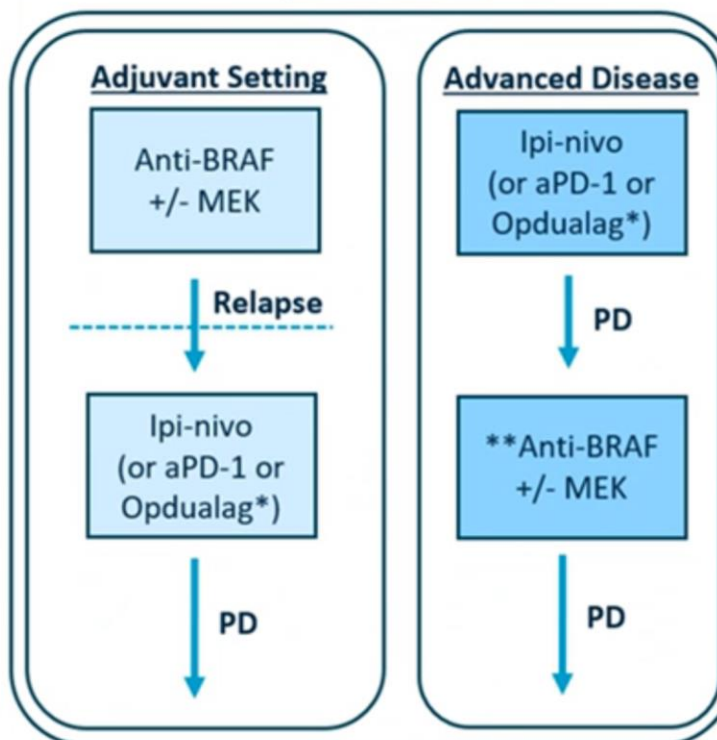 Adjuvant Setting
Anti-BRAF
+/- MEK
Relapse
Ipi-nivo
(or aPD-1 or
Opdualag*)
PD
Advanced Disease
Ipi-nivo
(or aPD-1 or
Opdualag*)
PD
**Anti-BRAF
+/- MEK
PD